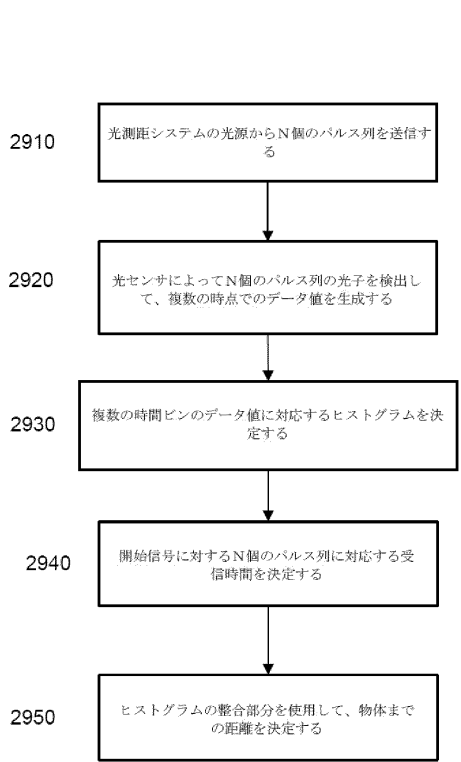 2910
光測距システムの光源からN個のパルス列を送信す
る
2920
光センサによってN個のパルス列の光子を検出し
て、複数の時点でのデータ値を生成する
2930
複数の時間ビンのデータ値に対応するヒストグラムを決
定する
2940
開始信号に対するN個のパルス列に対応する受
信時間を決定する
2950
ヒストグラムの整合部分を使用して、物体まで
の距離を決定する